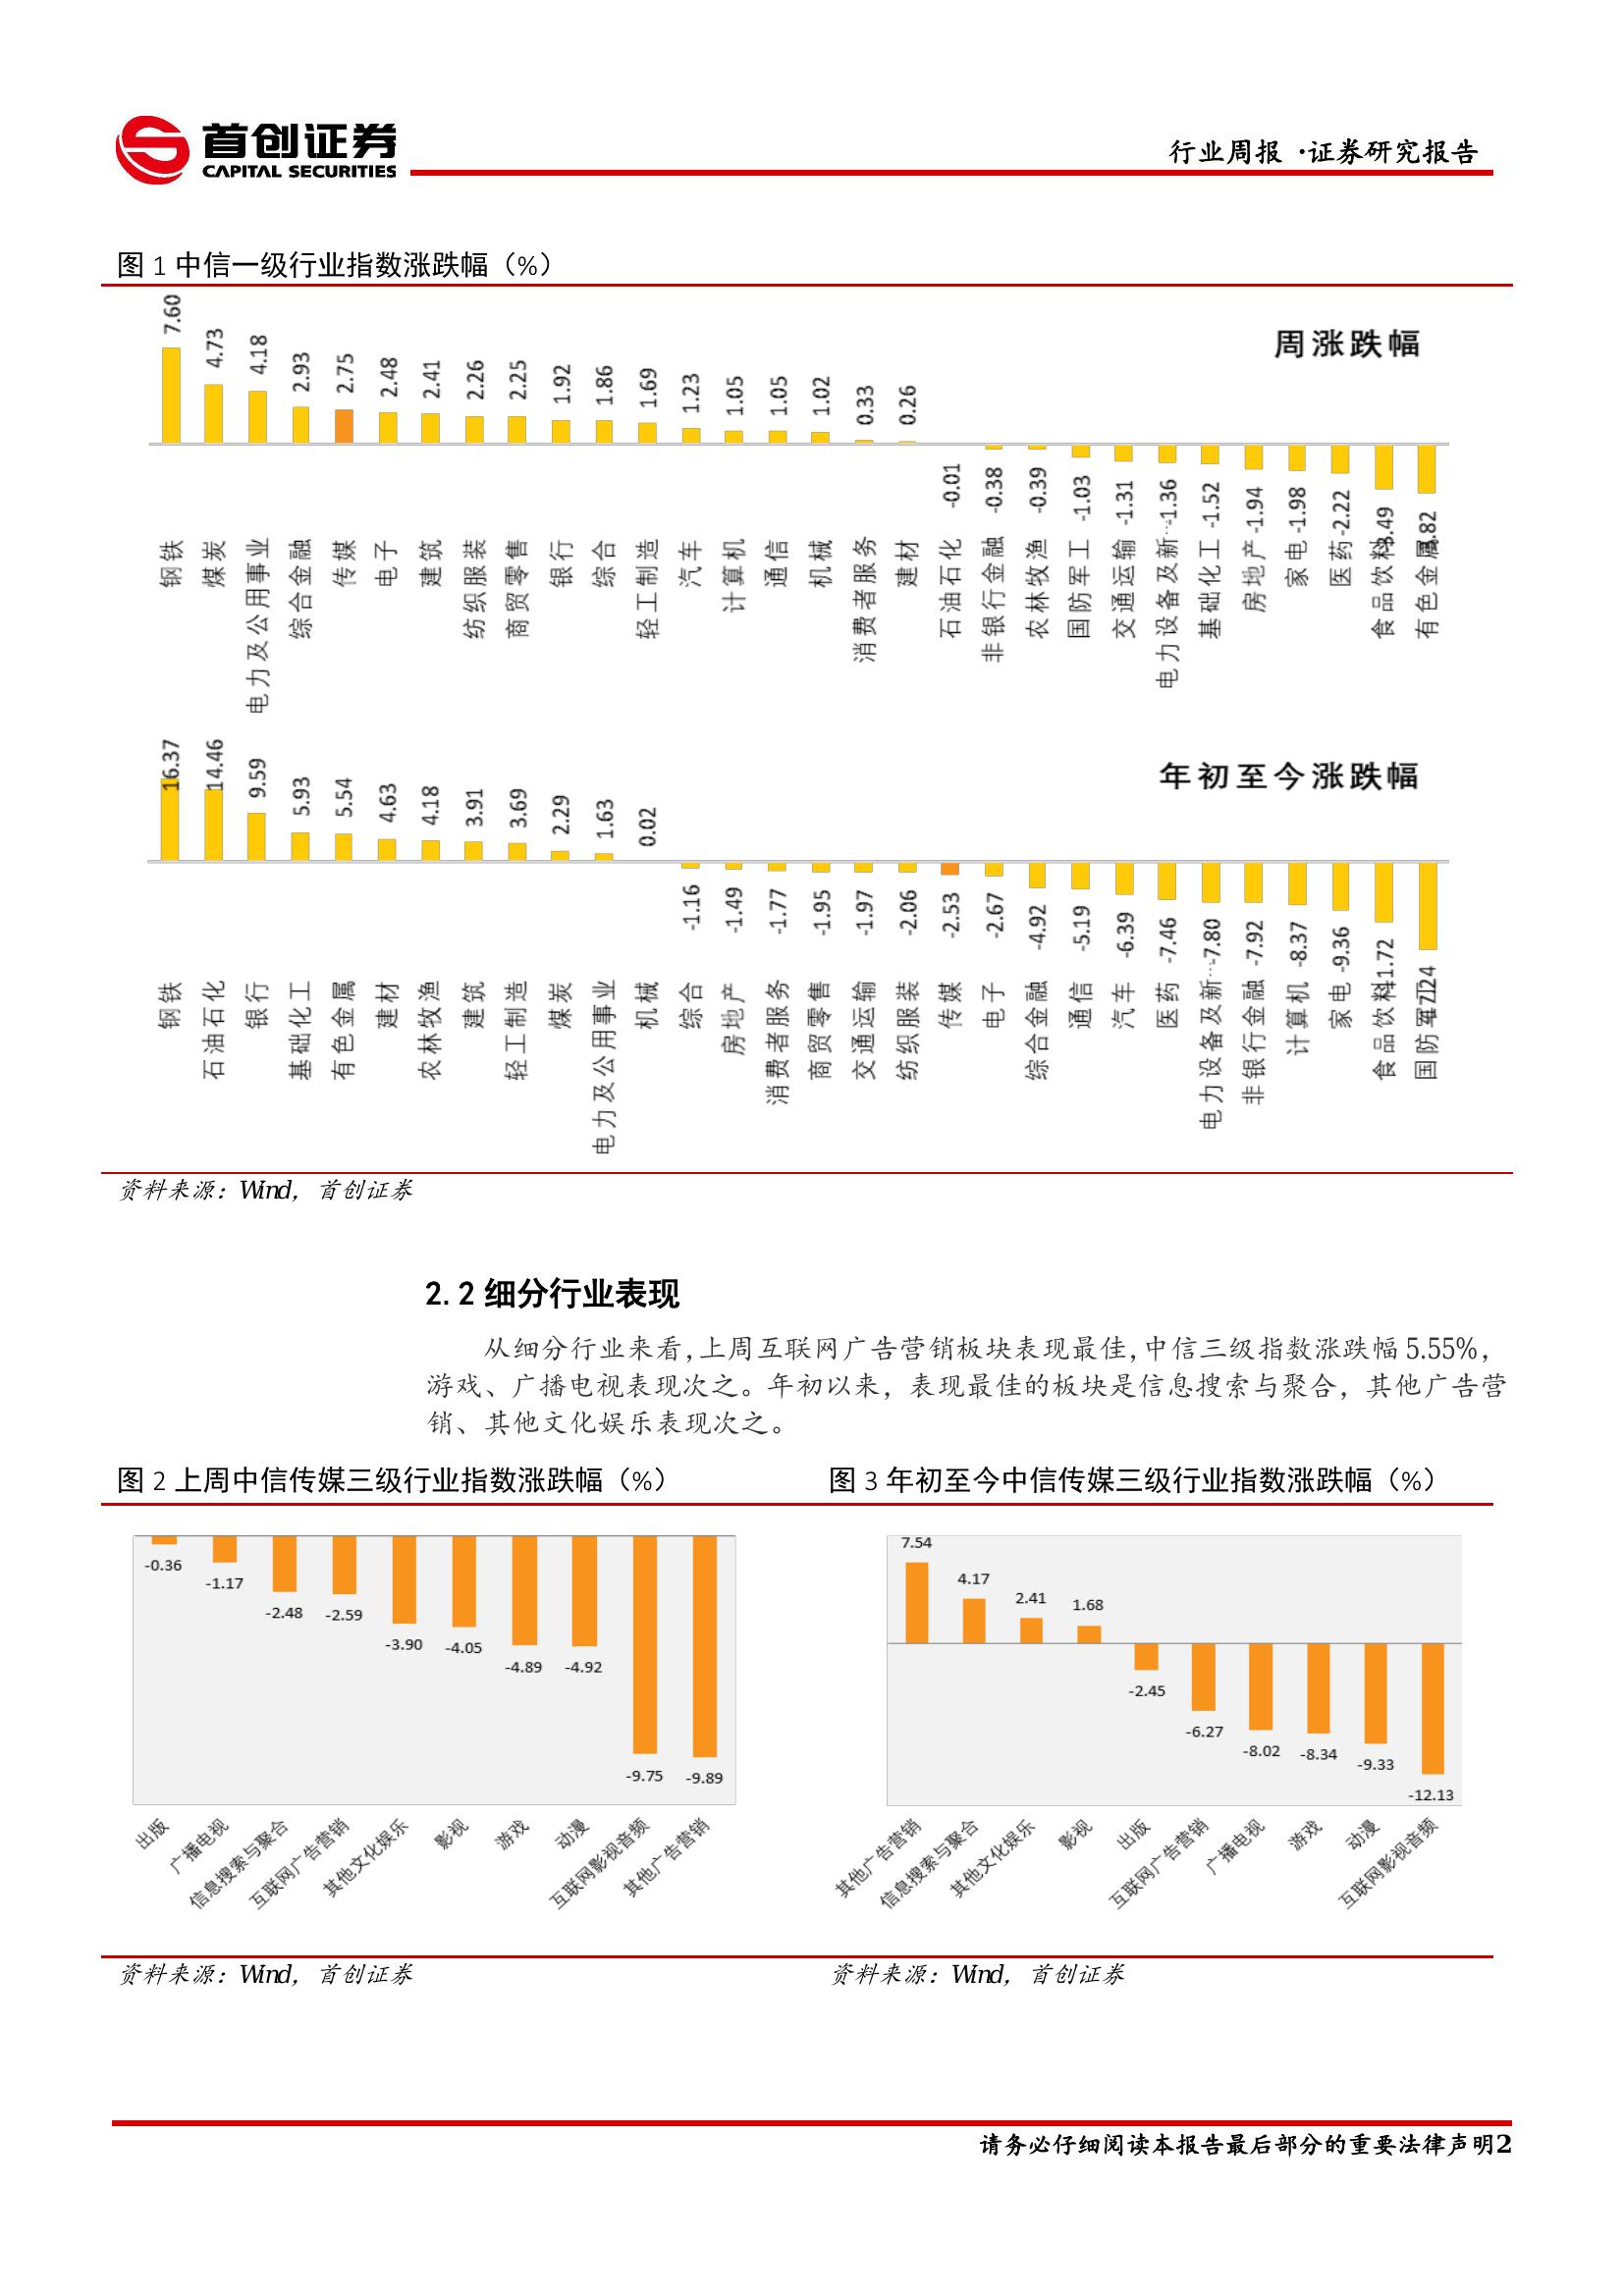 首创证券
CAPITAL SECURITIES
行业周报 ·证券研究报告
图 1 中信一级行业指数涨跌幅（%）
周涨跌幅
7.60 4.73 4.18 2.93 2.75 2.48 2.41 2.26 2.25 1.92 1.86 1.69 1.23 1.05 1.05 1.02 0.33 0.26
-0.01 -0.38 -0.39 -1.03 -1.31 -1.36 -1.52 -1.94 -1.98 -2.22 -3.49 -3.82
钢铁 煤炭 电力及公用事业 综合金融 传媒 电子 建筑 纺织服装 商贸零售 银行 综合 轻工制造 汽车 计算机 通信 机械 消费者服务 建材 石油石化 非银行金融 农林牧渔 国防军工 交通运输 电力设备及新… 基础化工 房地产 家电 医药 食品饮料 有色金属
年初至今涨跌幅
16.37 14.46 9.59 5.93 5.54 4.63 4.18 3.91 3.69 2.29 1.63 0.02
-1.16 -1.49 -1.77 -1.95 -1.97 -2.06 -2.53 -2.67 -4.92 -5.19 -6.39 -7.46 -7.80 -7.92 -8.37 -9.36 -11.72
钢铁 石油石化 银行 基础化工 有色金属 建材 农林牧渔 建筑 轻工制造 煤炭 电力及公用事业 机械 综合 房地产 消费者服务 商贸零售 交通运输 纺织服装 传媒 电子 综合金融 通信 汽车 医药 电力设备及新… 非银行金融 计算机 家电 食品饮料 国防军工
资料来源：Wind，首创证券
2.2 细分行业表现
从细分行业来看，上周互联网广告营销板块表现最佳，中信三级指数涨跌幅 5.55%，
游戏、广播电视表现次之。年初以来，表现最佳的板块是信息搜索与聚合，其他广告营
销、其他文化娱乐表现次之。
图 2 上周中信传媒三级行业指数涨跌幅（%）
-0.36 -1.17 -2.48 -2.59 -3.90 -4.05 -4.89 -4.92 -9.75 -9.89
出版 广播电视 信息搜索与聚合 互联网广告营销 其他文化娱乐 影视 游戏 动漫 互联网影视音频 其他广告营销
资料来源：Wind，首创证券
图 3 年初至今中信传媒三级行业指数涨跌幅（%）
7.54 4.17 2.41 1.68 -2.45 -6.27 -8.02 -8.34 -9.33 -12.13
其他广告营销 信息搜索与聚合 其他文化娱乐 影视 出版 互联网广告营销 广播电视 游戏 动漫 互联网影视音频
资料来源：Wind，首创证券
请务必仔细阅读本报告最后部分的重要法律声明2